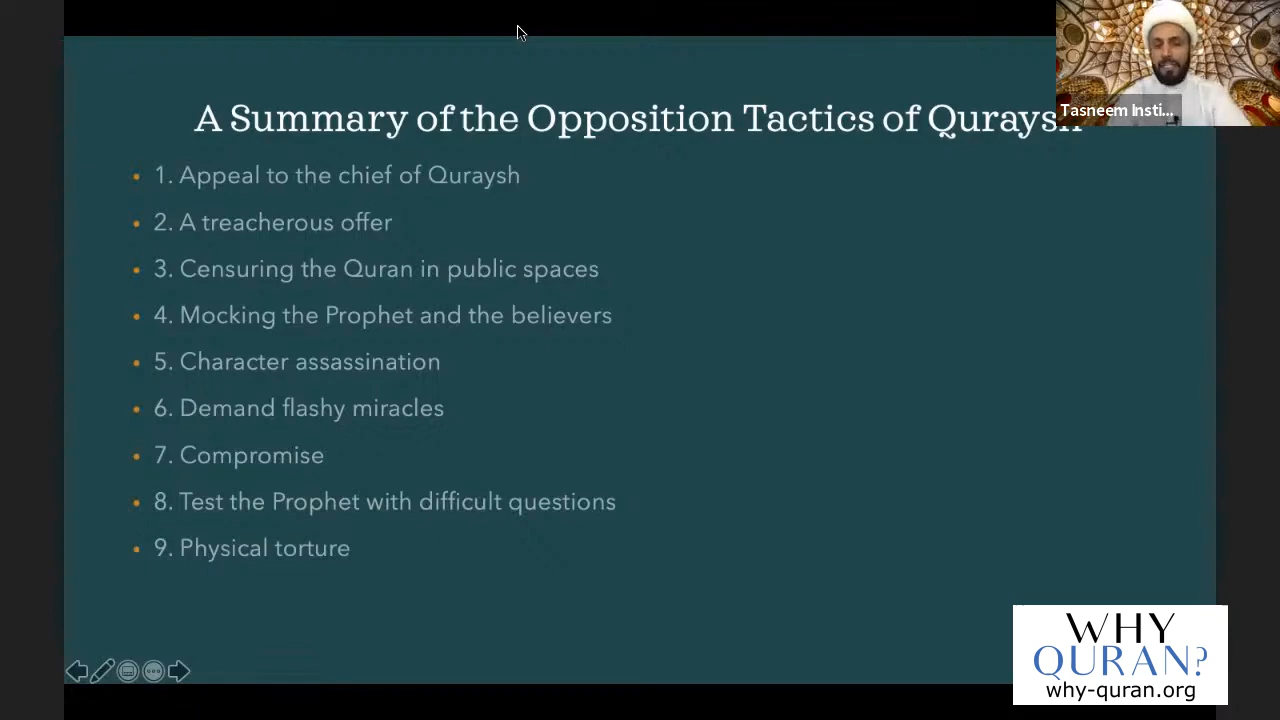 A Summary of the Opposition Tactics of Quraysh
Tasneem Insti...
• 1. Appeal to the chief of Quraysh
• 2. A treacherous offer
• 3. Censuring the Quran in public spaces
• 4. Mocking the Prophet and the believers
• 5. Character assassination
• 6. Demand flashy miracles
• 7. Compromise
• 8. Test the Prophet with difficult questions
• 9. Physical torture
WHY
QURAN?
why-quran.org